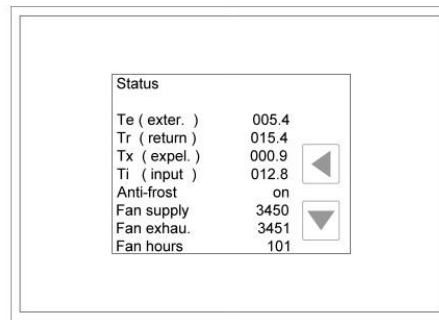 Status
Te ( exter. ) 005.4
Tr ( return ) 015.4
Tx ( expel. ) 000.9
Ti ( input ) 012.8
Anti-frost on
Fan supply 3450
Fan exhau. 3451
Fan hours 101